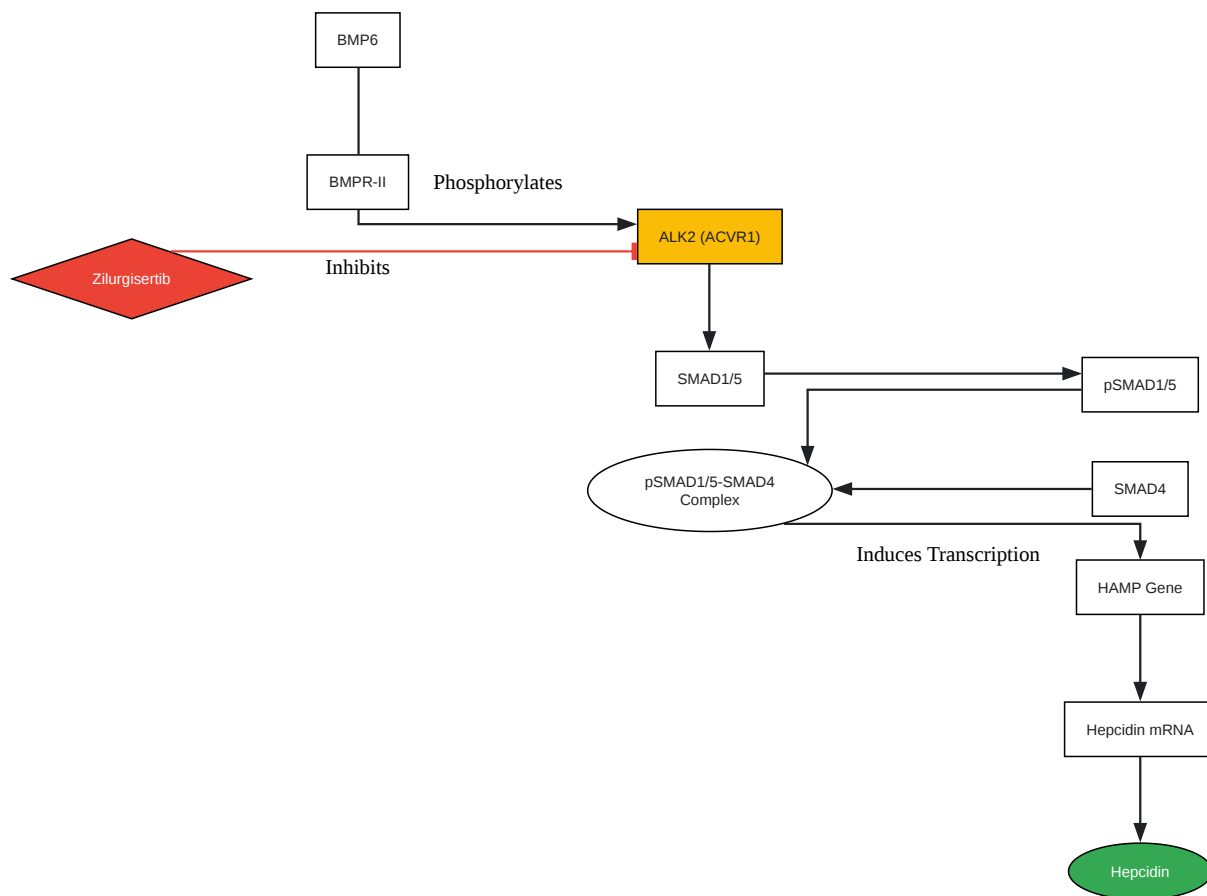 BMP6
BMPR-II
Phosphorylates
ALK2 (ACVR1)
Inhibits
Zilurgisertib
SMAD1/5
pSMAD1/5
pSMAD1/5-SMAD4
Complex
SMAD4
Induces Transcription
HAMP Gene
Hepcidin mRNA
Hepcidin